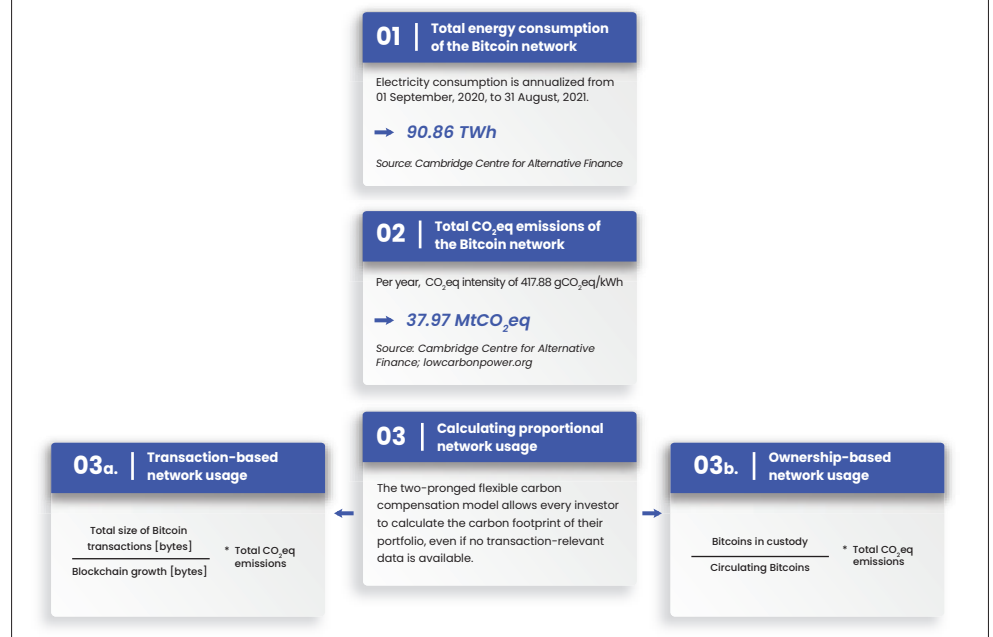 01
Total energy consumption
of the Bitcoin network
Electricity consumption is annualized from
01 September, 2020, to 31 August, 2021.
90.86 TWh
Source: Cambridge Centre for Alternative Finance
02
Total CO₂eq emissions of
the Bitcoin network
Per year, CO₂eq intensity of 417.88 gCO₂eq/kWh
37.97 MtCO₂eq
Source: Cambridge Centre for Alternative
Finance; lowcarbonpower.org
03
Calculating proportional
network usage
The two-pronged flexible carbon
compensation model allows every investor
to calculate the carbon footprint of their
portfolio, even if no transaction-relevant
data is available.
03a.
Transaction-based
network usage
Total size of Bitcoin
transactions [bytes]
Blockchain growth [bytes]
* Total CO₂eq
emissions
03b.
Ownership-based
network usage
Bitcoins in custody
Circulating Bitcoins
* Total CO₂eq
emissions